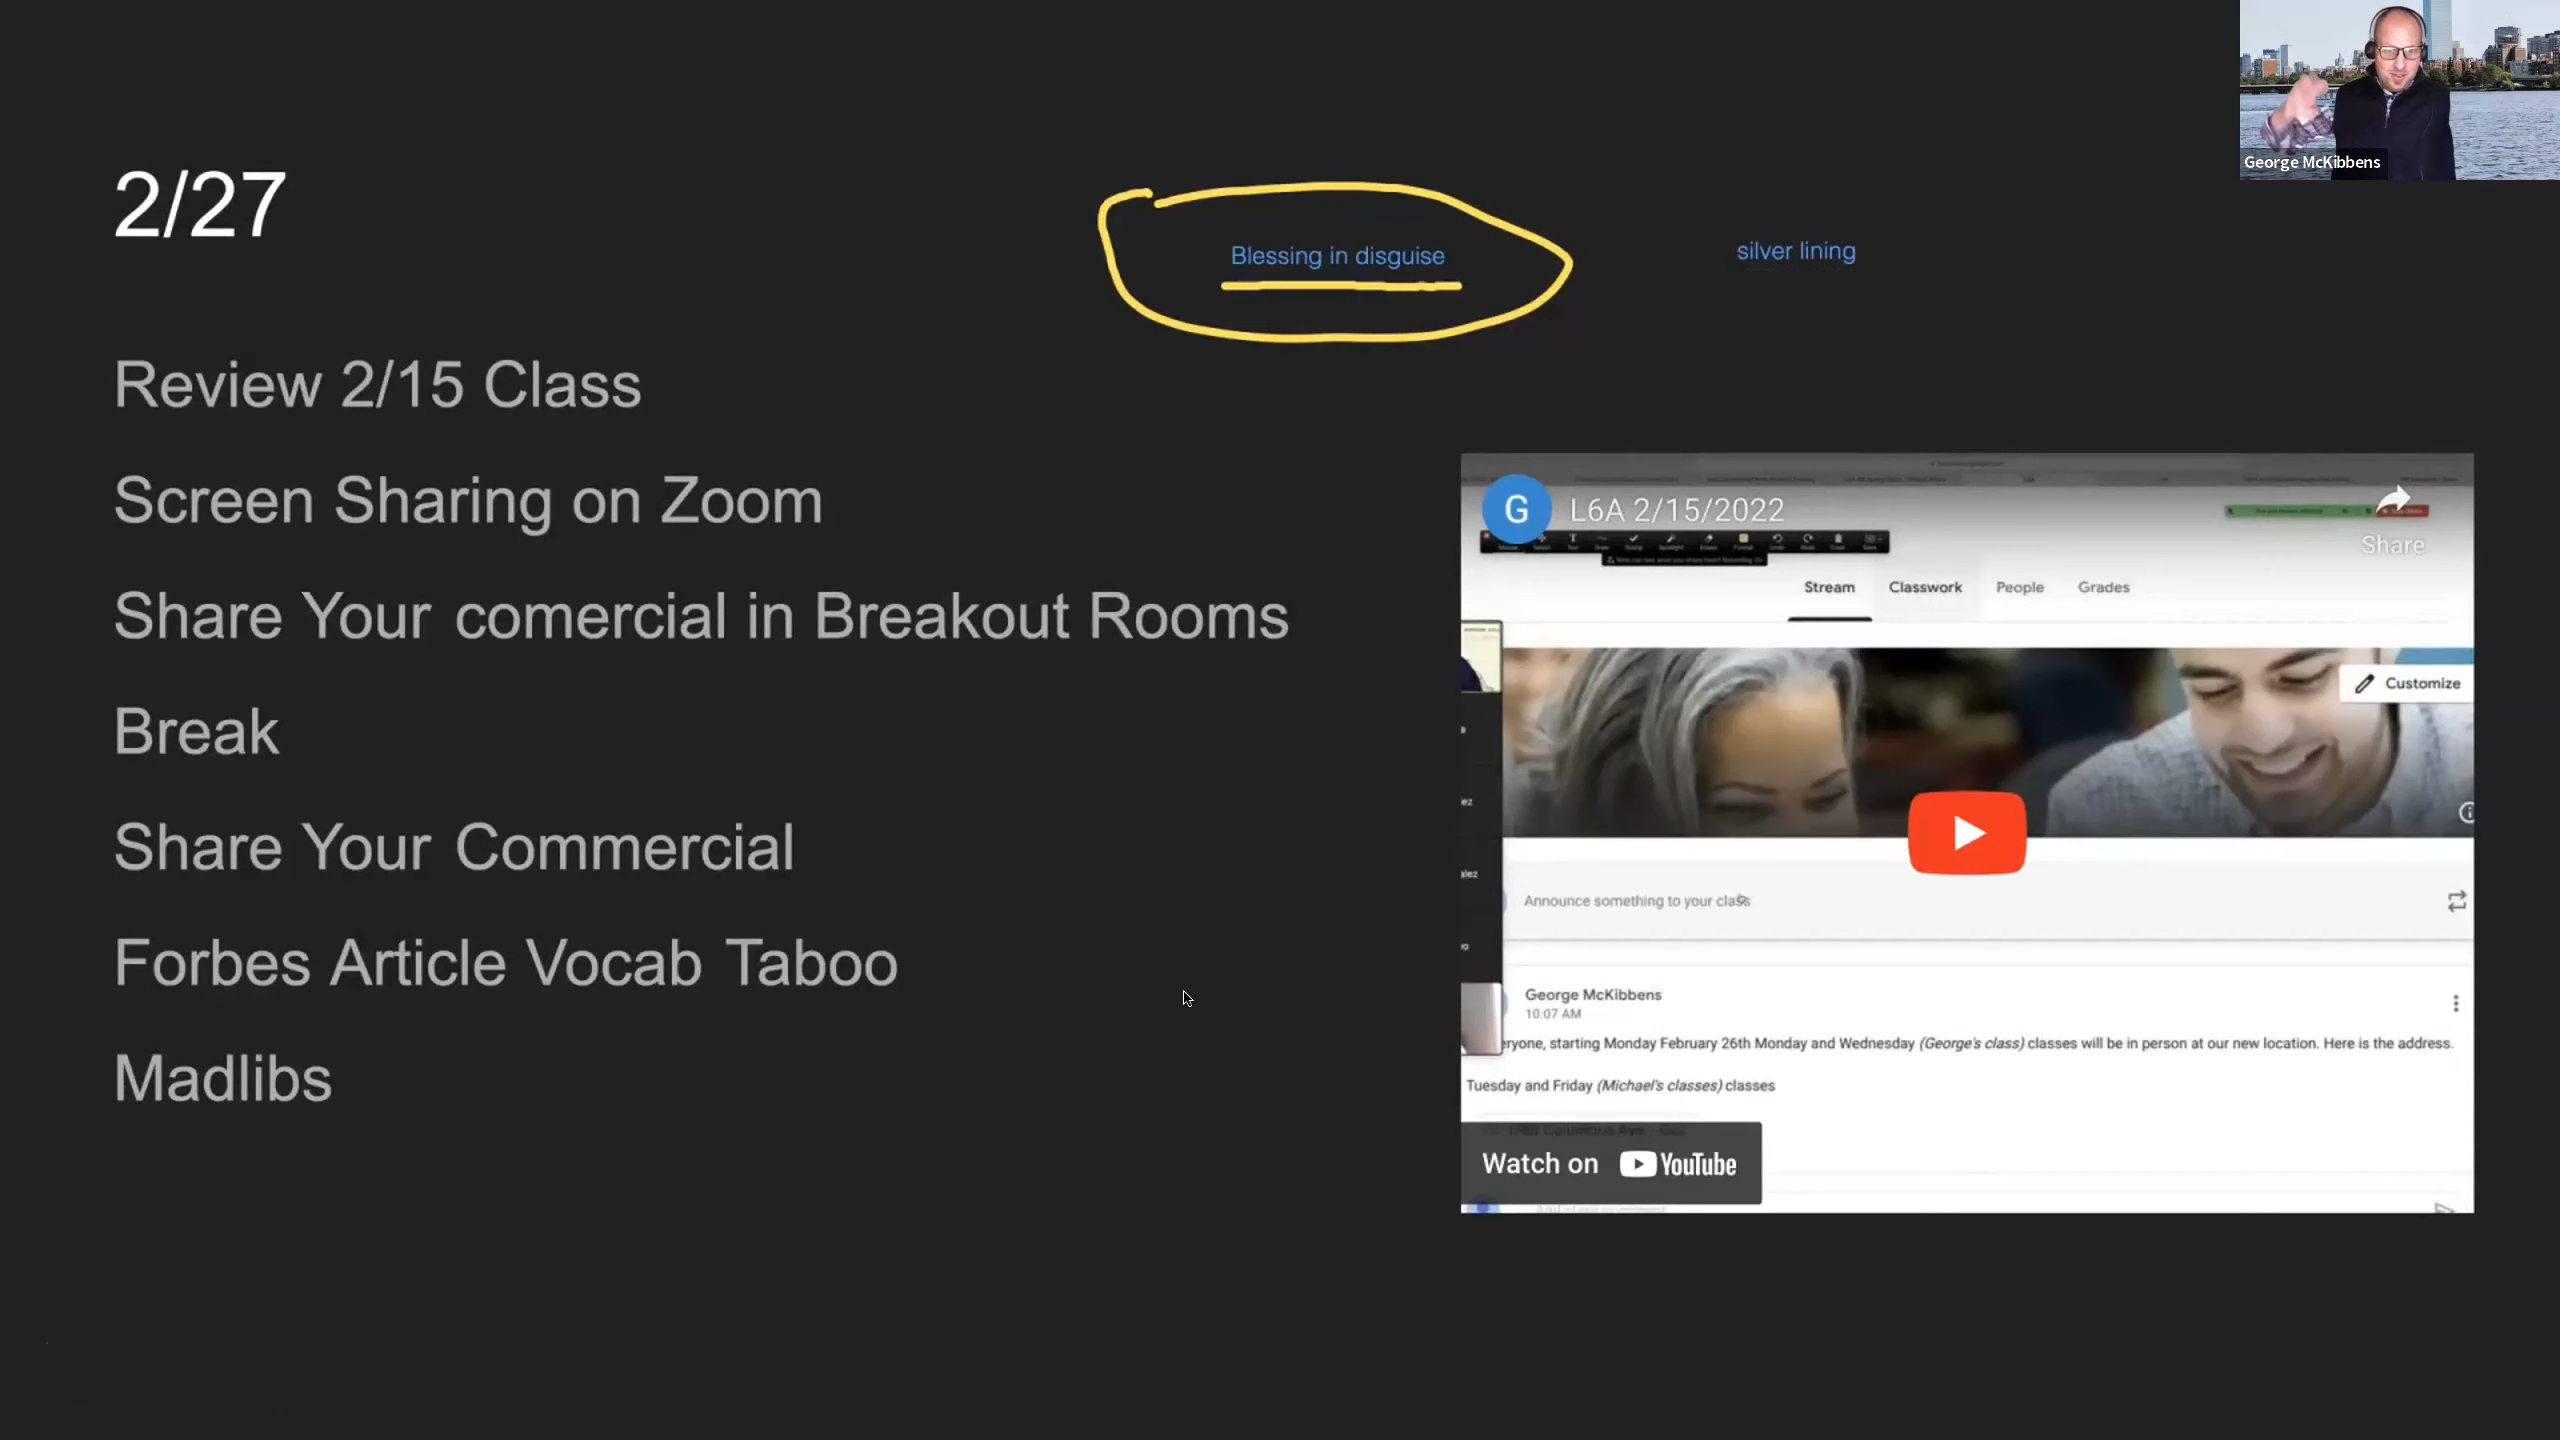 George McKibbens
2/27
Blessing in disguise
silver lining
Review 2/15 Class
Screen Sharing on Zoom
Share Your comercial in Breakout Rooms
Break
Share Your Commercial
Forbes Article Vocab Taboo
Madlibs
G L6A 2/15/2022
Share
Stream Classwork People Grades
Customize
Announce something to your class
George McKibbens
10:07 AM
eryone, starting Monday February 26th Monday and Wednesday (George's class) classes will be in person at our new location. Here is the address.
Tuesday and Friday (Michael's classes) classes
Watch on YouTube